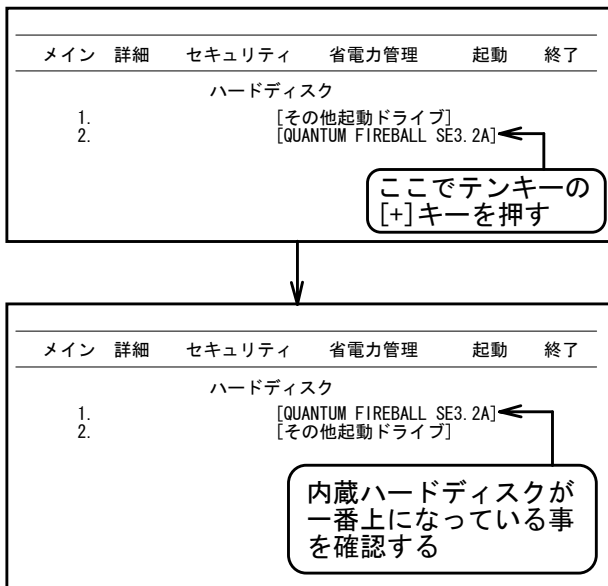 メイン 詳細 セキュリティ 省電力管理 起動 終了
ハードディスク
1. [その他起動ドライブ]
2. [QUANTUM FIREBALL SE3.2A]
ここでテンキーの
[+]キーを押す
メイン 詳細 セキュリティ 省電力管理 起動 終了
ハードディスク
1. [QUANTUM FIREBALL SE3.2A]
2. [その他起動ドライブ]
内蔵ハードディスクが
一番上になっている事
を確認する